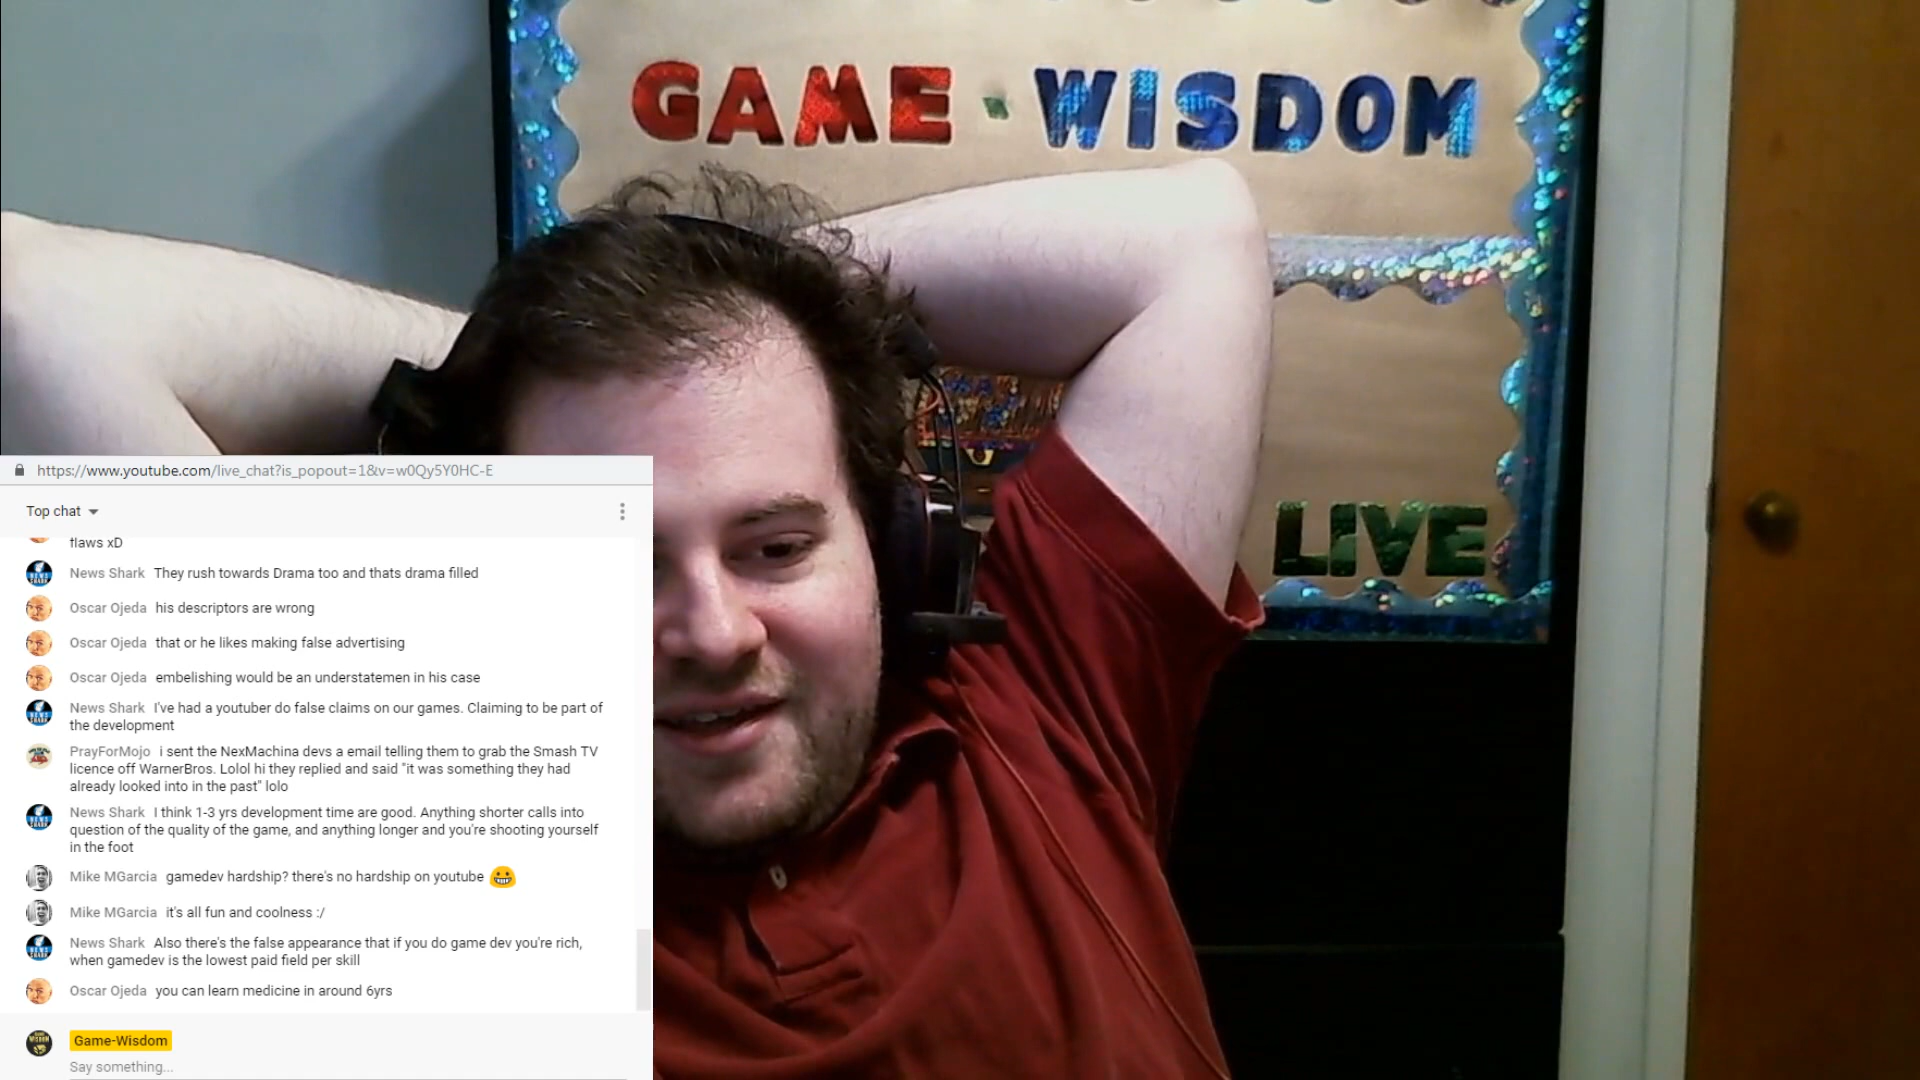 GAME · WISDOM
LIVE
https://www.youtube.com/live_chat?is_popout=1&v=w0Qy5Y0HC-E
Top chat
flaws xD
News Shark They rush towards Drama too and thats drama filled
Oscar Ojeda his descriptors are wrong
Oscar Ojeda that or he likes making false advertising
Oscar Ojeda embelishing would be an understatemen in his case
News Shark I've had a youtuber do false claims on our games. Claiming to be part of
the development
PrayForMojo i sent the NexMachina devs a email telling them to grab the Smash TV
licence off WarnerBros. Lolol hi they replied and said "it was something they had
already looked into in the past" lolo
News Shark I think 1-3 yrs development time are good. Anything shorter calls into
question of the quality of the game, and anything longer and you're shooting yourself
in the foot
Mike MGarcia gamedev hardship? there's no hardship on youtube 😀
Mike MGarcia it's all fun and coolness :/
News Shark Also there's the false appearance that if you do game dev you're rich,
when gamedev is the lowest paid field per skill
Oscar Ojeda you can learn medicine in around 6yrs
Game-Wisdom
Say something...